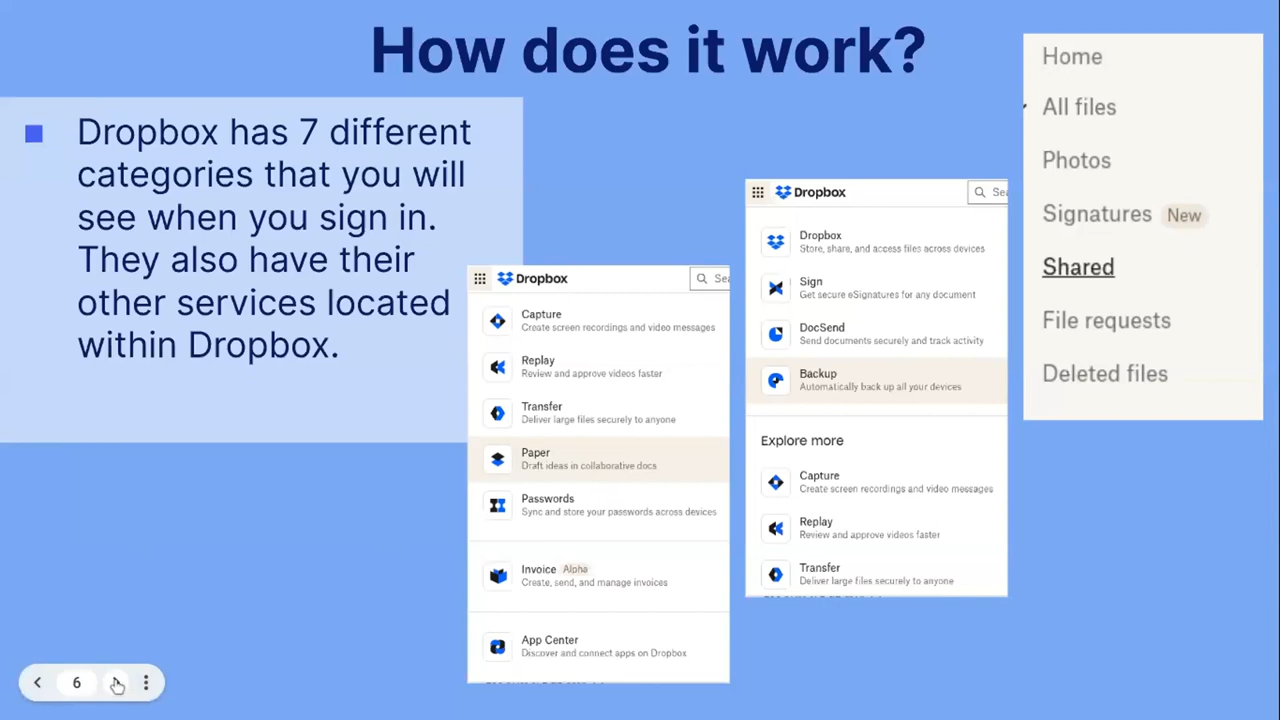 How does it work?
Dropbox has 7 different
categories that you will
see when you sign in.
They also have their
other services located
within Dropbox.
Dropbox
Capture
Create screen recordings and video messages
Replay
Review and approve videos faster
Transfer
Deliver large files securely to anyone
Paper
Draft ideas in collaborative docs
Passwords
Sync and store your passwords across devices
Invoice Alpha
Create, send, and manage invoices
App Center
Discover and connect apps on Dropbox
Dropbox
Dropbox
Store, share, and access files across devices
Sign
Get secure eSignatures for any document
DocSend
Send documents securely and track activity
Backup
Automatically back up all your devices
Explore more
Capture
Create screen recordings and video messages
Replay
Review and approve videos faster
Transfer
Deliver large files securely to anyone
Home
All files
Photos
Signatures New
Shared
File requests
Deleted files
6